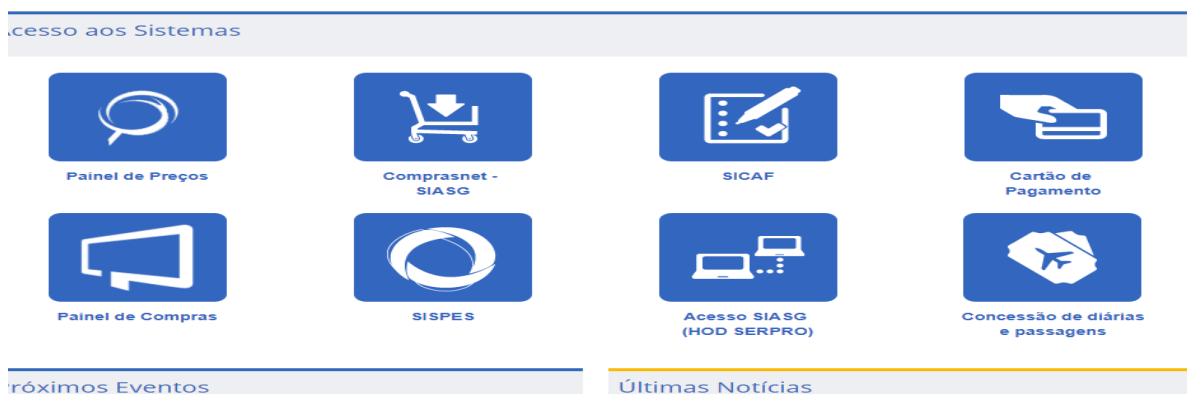 cesso aos Sistemas
Painel de Preços
Comprasnet -
SIASG
SICAF
Cartão de
Pagamento
Painel de Compras
SISPES
Acesso SIASG
(HOD SERPRO)
Concessão de diárias
e passagens
róximos Eventos
Últimas Notícias